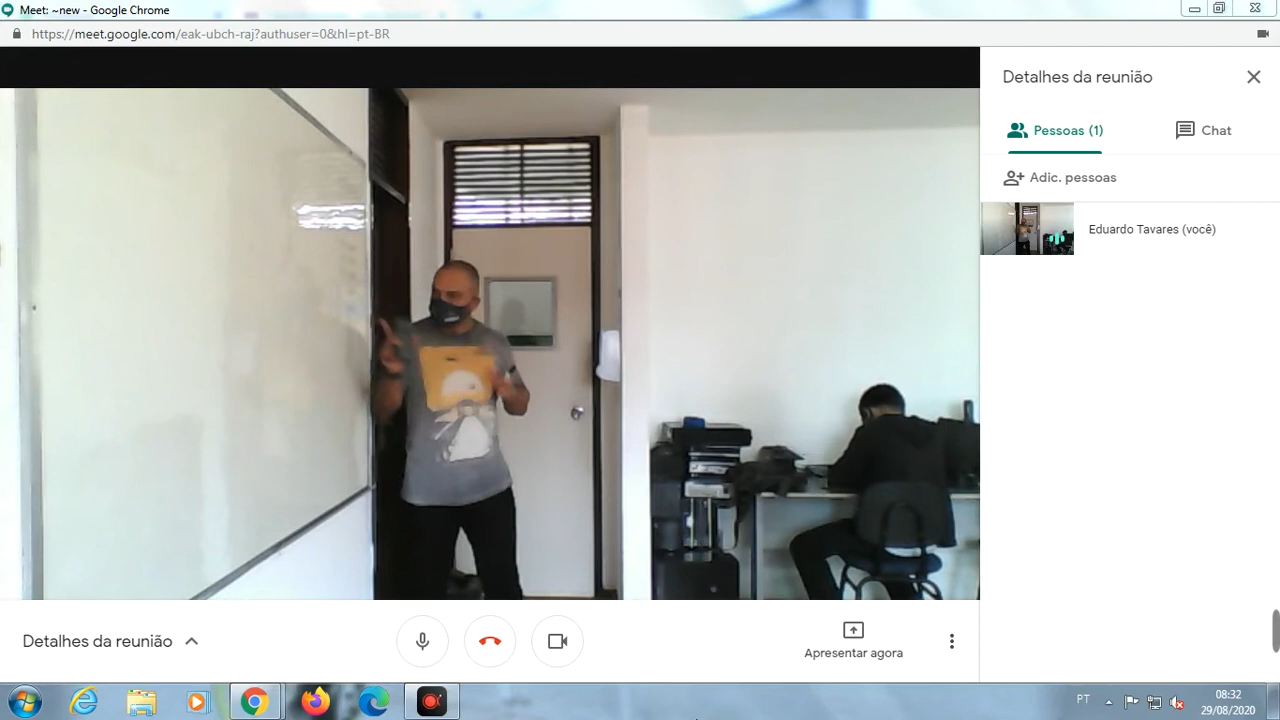 Meet: ~new - Google Chrome
https://meet.google.com/eak-ubch-raj?authuser=0&hl=pt-BR
Detalhes da reunião
Pessoas (1)
Chat
Adic. pessoas
Eduardo Tavares (você)
Detalhes da reunião
Apresentar agora
PT
08:32
29/08/2020